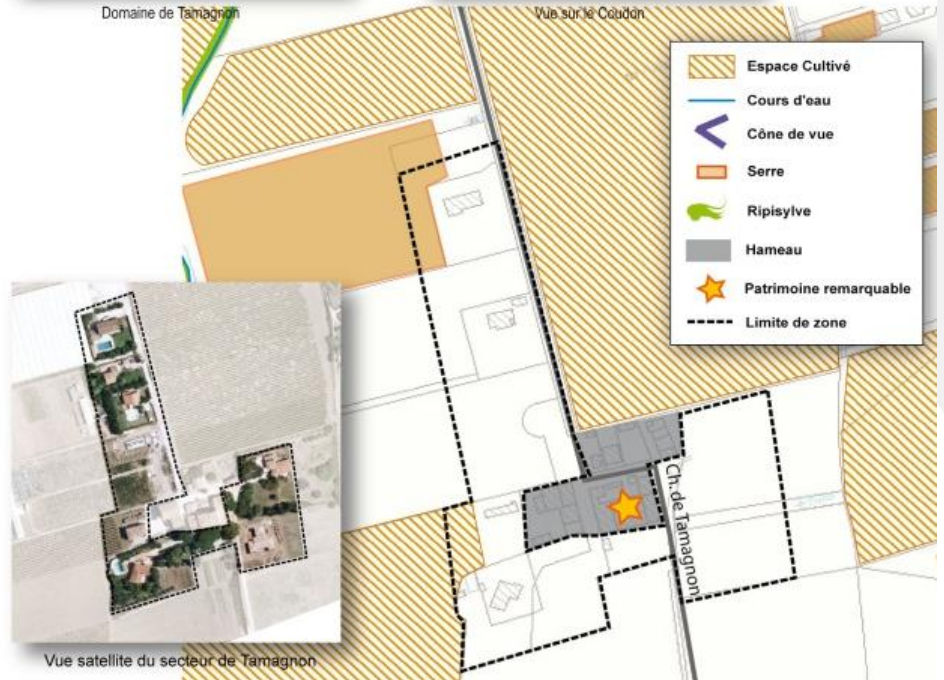 Domaine de Tamagnon
Vue sur le Coudon
Espace Cultivé
Cours d'eau
Cône de vue
Serre
Ripisylve
Hameau
Patrimoine remarquable
Limite de zone
Ch. de Tamagnon
Vue satellite du secteur de Tamagnon